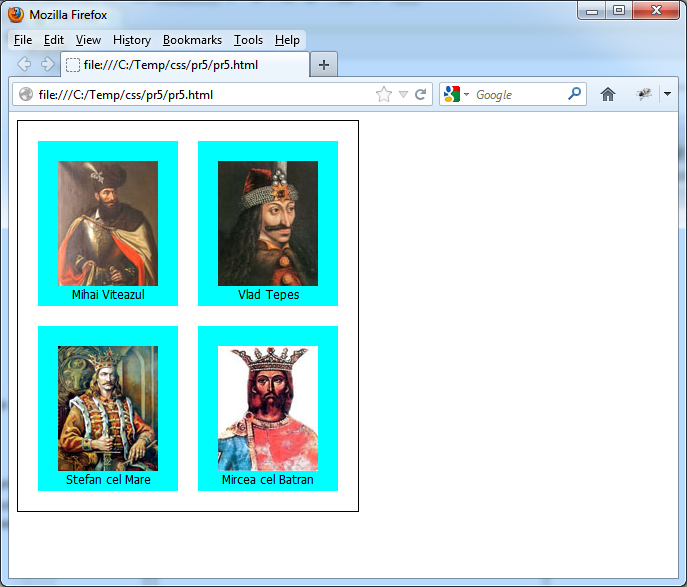 Mozilla Firefox
File Edit View History Bookmarks Tools Help
file:///C:/Temp/css/pr5/pr5.html
file:///C:/Temp/css/pr5/pr5.html Google
Mihai Viteazul Vlad Tepes
Stefan cel Mare Mircea cel Batran